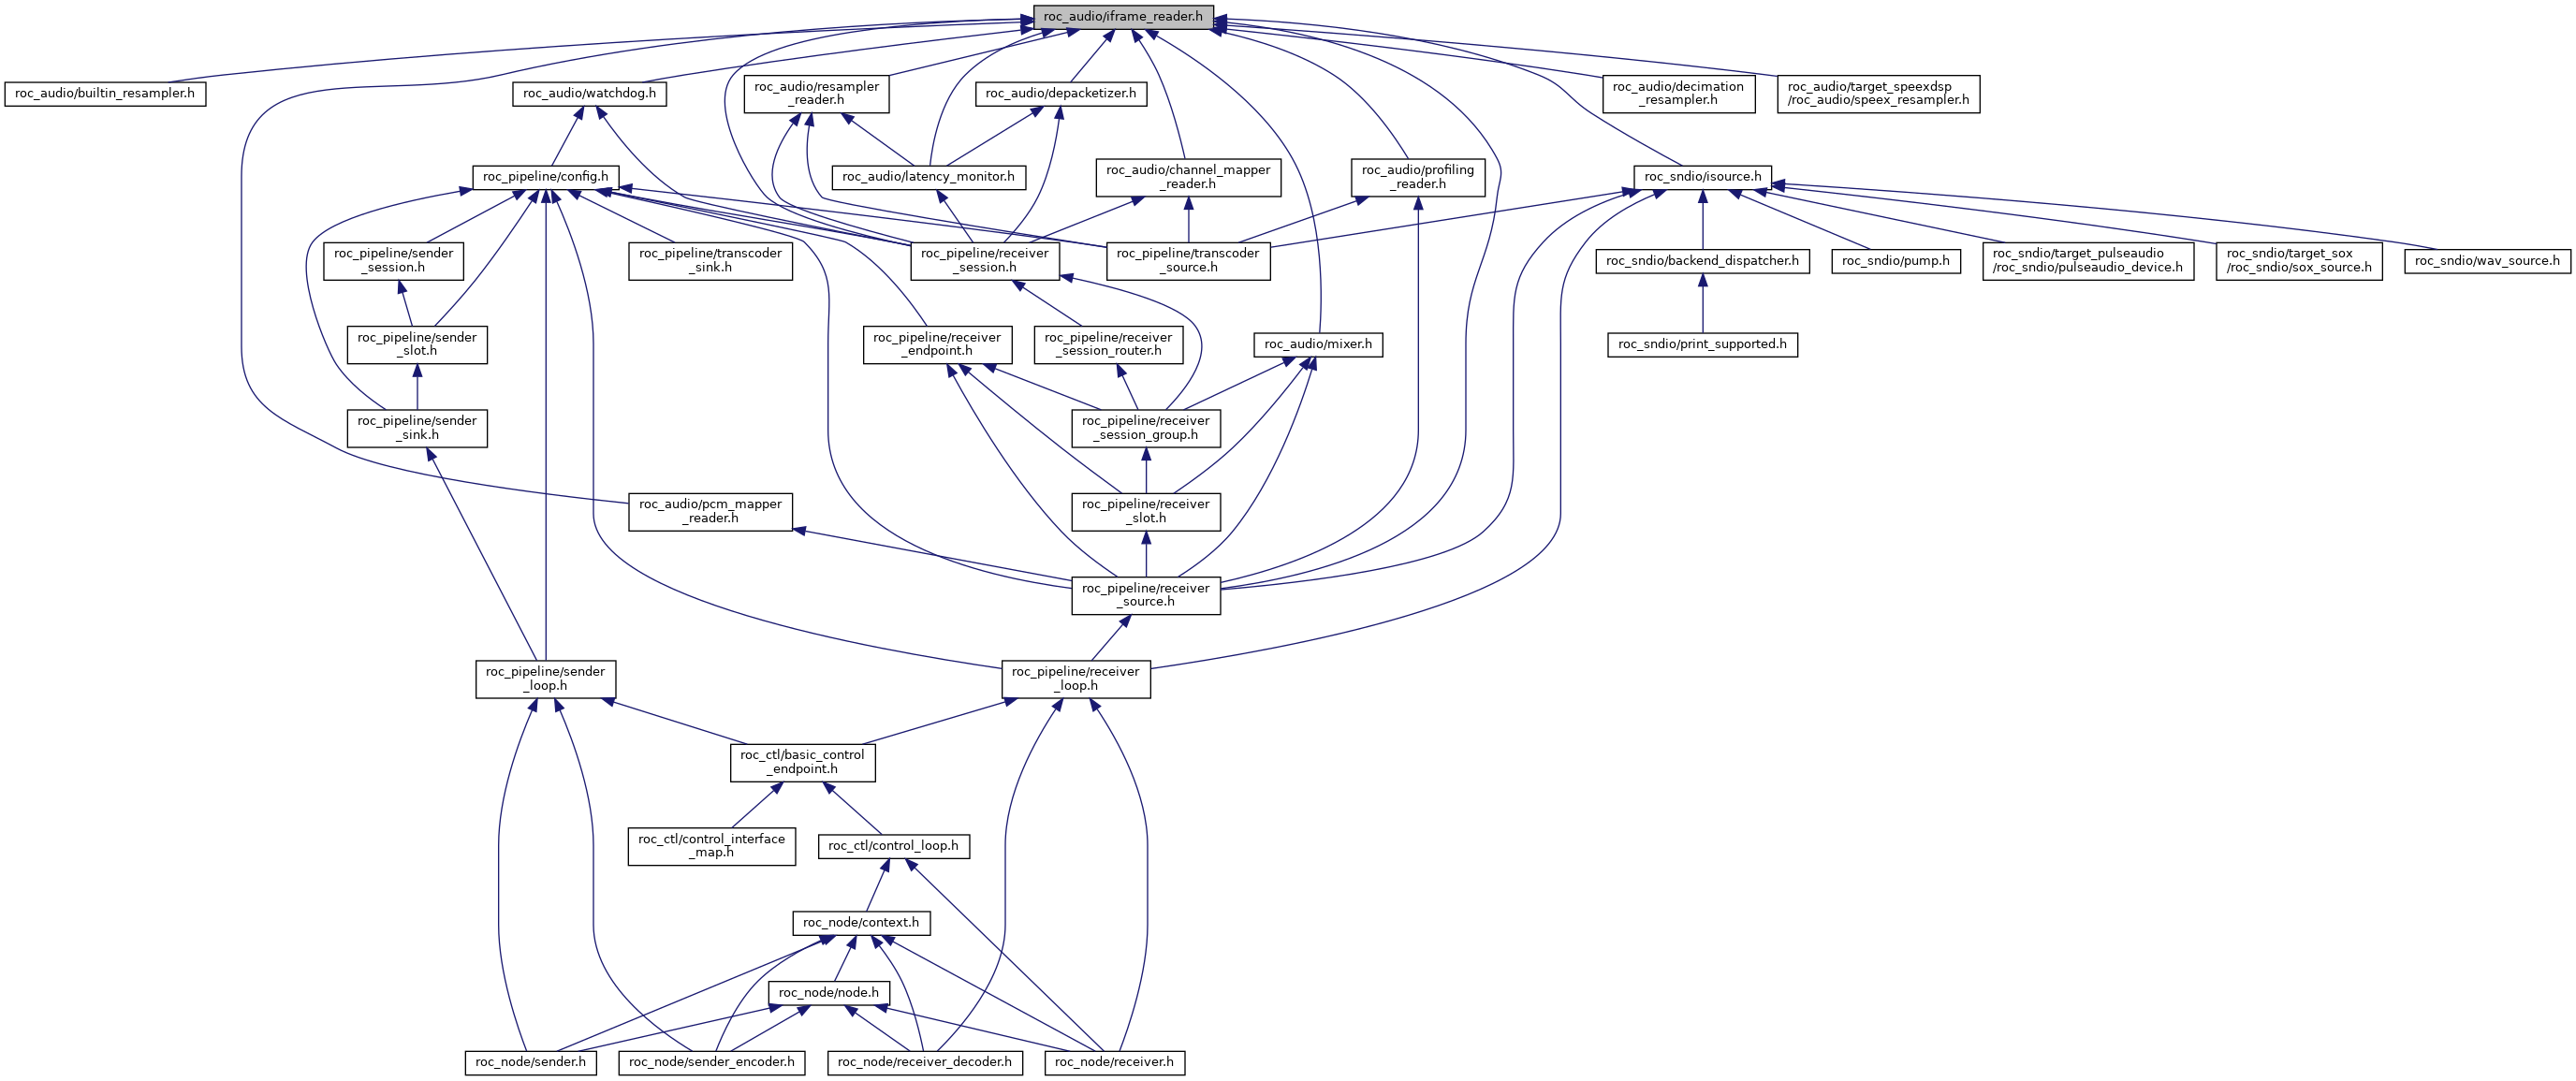 roc_audio/iframe_reader.h
roc_audio/builtin_resampler.h
roc_audio/watchdog.h
roc_audio/resampler
_reader.h
roc_audio/depacketizer.h
roc_audio/decimation
_resampler.h
roc_audio/target_speexdsp
/roc_audio/speex_resampler.h
roc_pipeline/config.h
roc_audio/latency_monitor.h
roc_audio/channel_mapper
_reader.h
roc_audio/profiling
_reader.h
roc_sndio/isource.h
roc_pipeline/sender
_session.h
roc_pipeline/transcoder
_sink.h
roc_pipeline/receiver
_session.h
roc_pipeline/transcoder
_source.h
roc_sndio/backend_dispatcher.h
roc_sndio/pump.h
roc_sndio/target_pulseaudio
/roc_sndio/pulseaudio_device.h
roc_sndio/target_sox
/roc_sndio/sox_source.h
roc_sndio/wav_source.h
roc_pipeline/sender
_slot.h
roc_pipeline/receiver
_endpoint.h
roc_pipeline/receiver
_session_router.h
roc_audio/mixer.h
roc_sndio/print_supported.h
roc_pipeline/sender
_sink.h
roc_pipeline/receiver
_session_group.h
roc_audio/pcm_mapper
_reader.h
roc_pipeline/receiver
_slot.h
roc_pipeline/receiver
_source.h
roc_pipeline/sender
_loop.h
roc_pipeline/receiver
_loop.h
roc_ctl/basic_control
_endpoint.h
roc_ctl/control_interface
_map.h
roc_ctl/control_loop.h
roc_node/context.h
roc_node/node.h
roc_node/sender.h
roc_node/sender_encoder.h
roc_node/receiver_decoder.h
roc_node/receiver.h